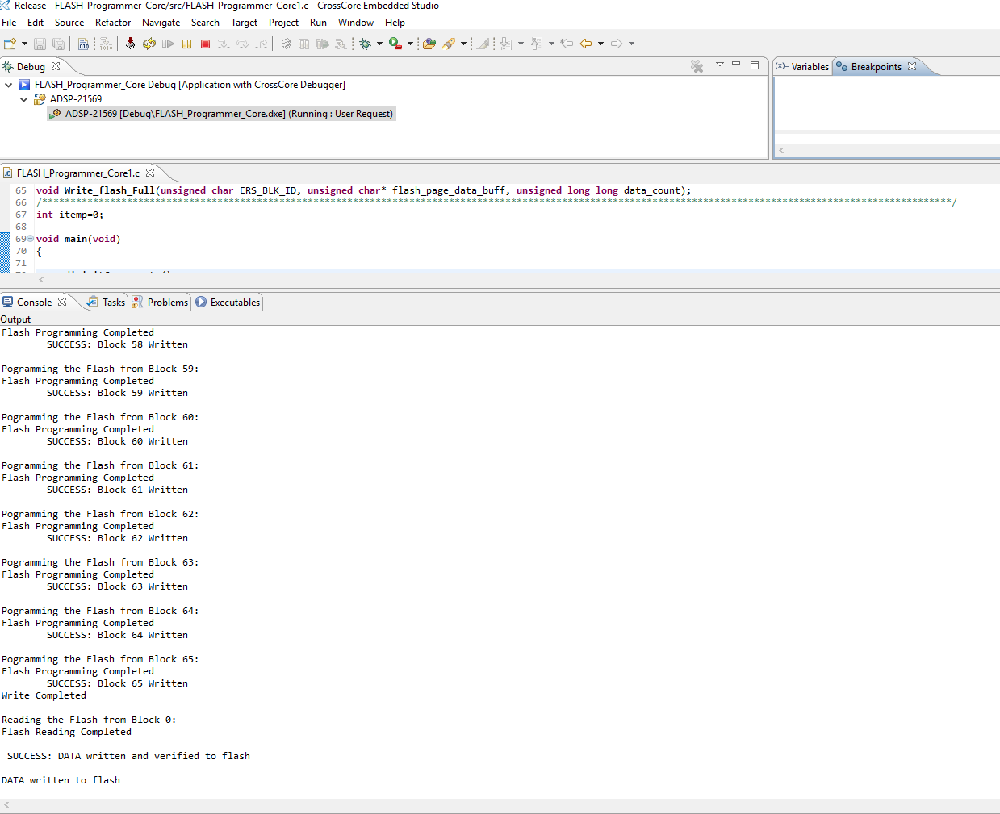 Release - FLASH_Programmer_Core/src/FLASH_Programmer_Core1.c - CrossCore Embedded Studio
File Edit Source Refactor Navigate Search Target Project Run Window Help
Debug
(x)= Variables
Breakpoints
FLASH_Programmer_Core Debug [Application with CrossCore Debugger]
ADSP-21569
ADSP-21569 [Debug\FLASH_Programmer_Core.dxe] (Running : User Request)
FLASH_Programmer_Core1.c
65 void Write_flash_Full(unsigned char ERS_BLK_ID, unsigned char* flash_page_data_buff, unsigned long long data_count);
66 /******************************************************************************************************************************************************************/
67 int itemp=0;
68
69 void main(void)
70 {
71
Console Tasks Problems Executables
Output
Flash Programming Completed
SUCCESS: Block 58 Written
Pogramming the Flash from Block 59:
Flash Programming Completed
SUCCESS: Block 59 Written
Pogramming the Flash from Block 60:
Flash Programming Completed
SUCCESS: Block 60 Written
Pogramming the Flash from Block 61:
Flash Programming Completed
SUCCESS: Block 61 Written
Pogramming the Flash from Block 62:
Flash Programming Completed
SUCCESS: Block 62 Written
Pogramming the Flash from Block 63:
Flash Programming Completed
SUCCESS: Block 63 Written
Pogramming the Flash from Block 64:
Flash Programming Completed
SUCCESS: Block 64 Written
Pogramming the Flash from Block 65:
Flash Programming Completed
SUCCESS: Block 65 Written
Write Completed
Reading the Flash from Block 0:
Flash Reading Completed
SUCCESS: DATA written and verified to flash
DATA written to flash